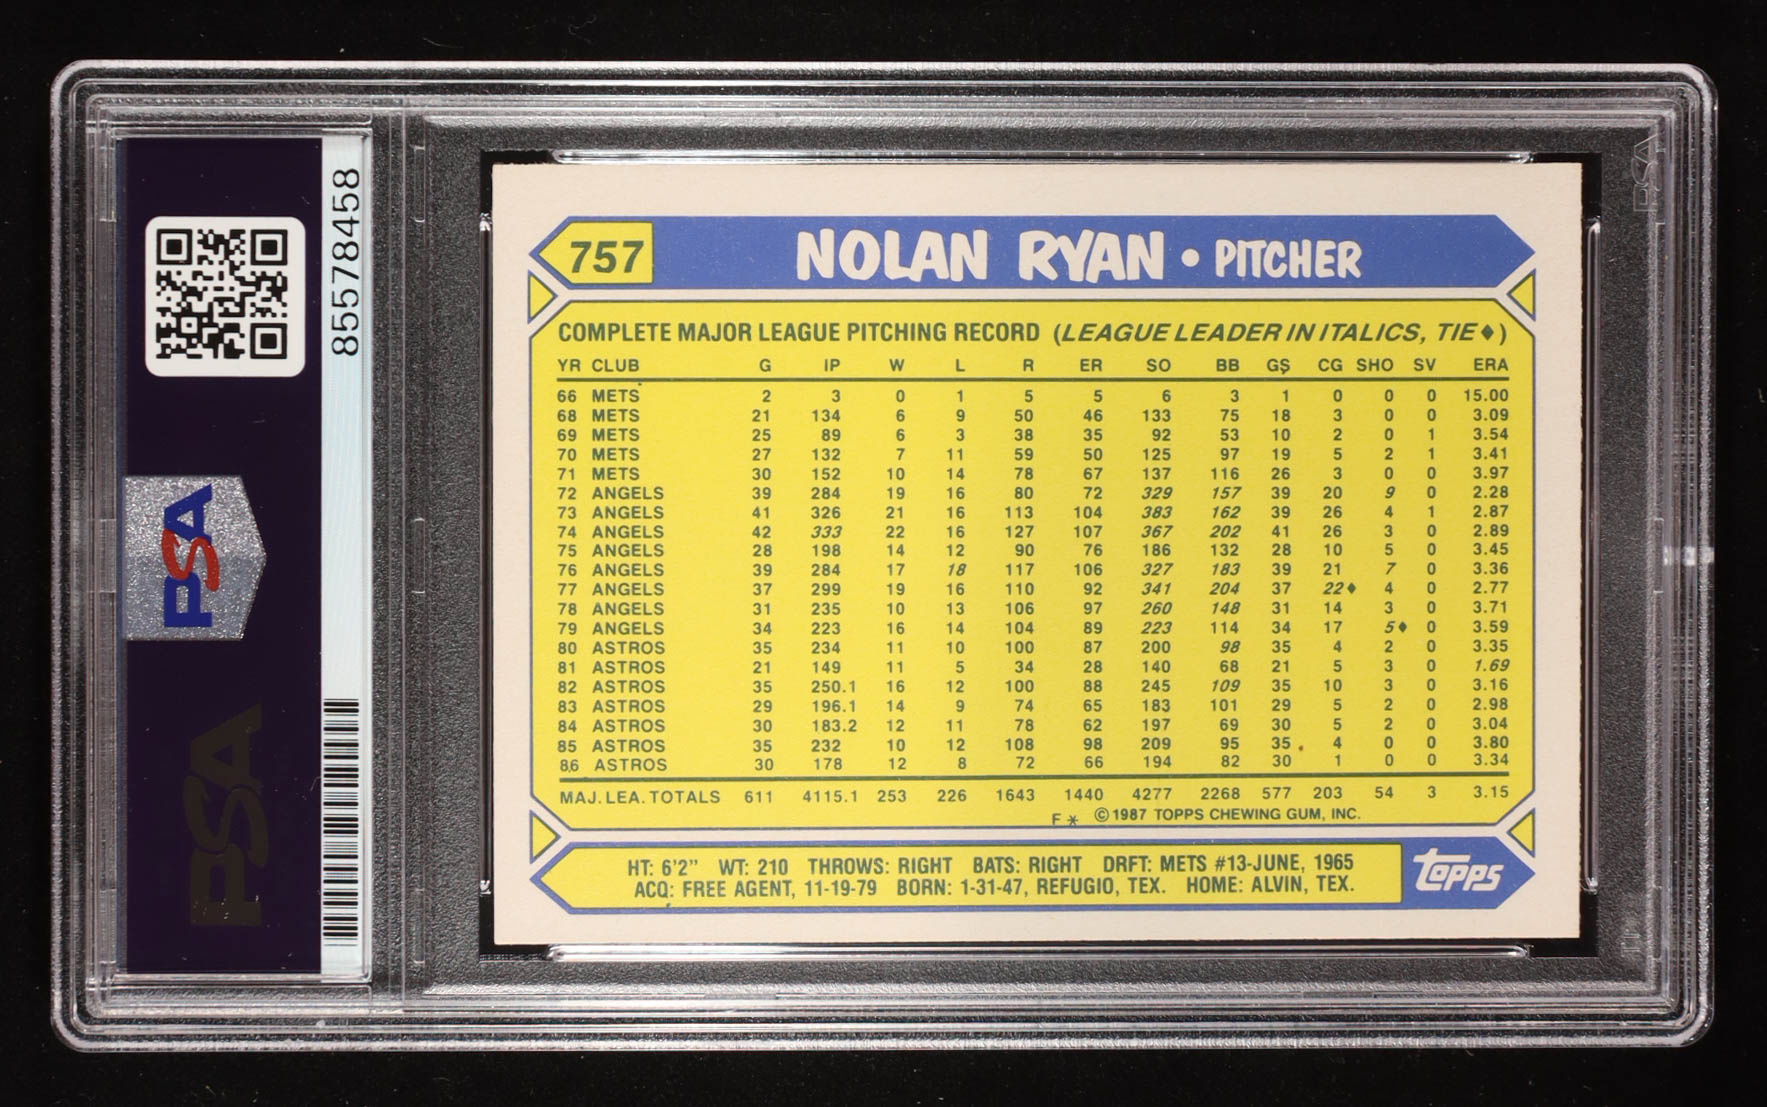 85578458
PSA
PSA
PSA
757 NOLAN RYAN • PITCHER
COMPLETE MAJOR LEAGUE PITCHING RECORD (LEAGUE LEADER IN ITALICS, TIE♦)
YR CLUB G IP W L R ER SO BB GS CG SHO SV ERA
66 METS 2 3 0 1 5 5 6 3 1 0 0 0 15.00
68 METS 21 134 6 9 50 46 133 75 18 3 0 0 3.09
69 METS 25 89 6 3 38 35 92 53 10 2 0 1 3.54
70 METS 27 132 7 11 59 50 125 97 19 5 2 1 3.41
71 METS 30 152 10 14 78 67 137 116 26 3 0 0 3.97
72 ANGELS 39 284 19 16 80 72 329 157 39 20 9 0 2.28
73 ANGELS 41 326 21 16 113 104 383 162 39 26 4 1 2.87
74 ANGELS 42 333 22 16 127 107 367 202 41 26 3 0 2.89
75 ANGELS 28 198 14 12 90 76 186 132 28 10 5 0 3.45
76 ANGELS 39 284 17 18 117 106 327 183 39 21 7 0 3.36
77 ANGELS 37 299 19 16 110 92 341 204 37 22♦ 4 0 2.77
78 ANGELS 31 235 10 13 106 97 260 148 31 14 3 0 3.71
79 ANGELS 34 223 16 14 104 89 223 114 34 17 5♦ 0 3.59
80 ASTROS 35 234 11 10 100 87 200 98 35 4 2 0 3.35
81 ASTROS 21 149 11 5 34 28 140 68 21 5 3 0 1.69
82 ASTROS 35 250.1 16 12 100 88 245 109 35 10 3 0 3.16
83 ASTROS 29 196.1 14 9 74 65 183 101 29 5 2 0 2.98
84 ASTROS 30 183.2 12 11 78 62 197 69 30 5 2 0 3.04
85 ASTROS 35 232 10 12 108 98 209 95 35 4 0 0 3.80
86 ASTROS 30 178 12 8 72 66 194 82 30 1 0 0 3.34
MAJ. LEA. TOTALS 611 4115.1 253 226 1643 1440 4277 2268 577 203 54 3 3.15
F * ©1987 TOPPS CHEWING GUM, INC.
HT: 6'2" WT: 210 THROWS: RIGHT BATS: RIGHT DRFT: METS #13-JUNE, 1965
ACQ: FREE AGENT, 11-19-79 BORN: 1-31-47, REFUGIO, TEX. HOME: ALVIN, TEX.
topps